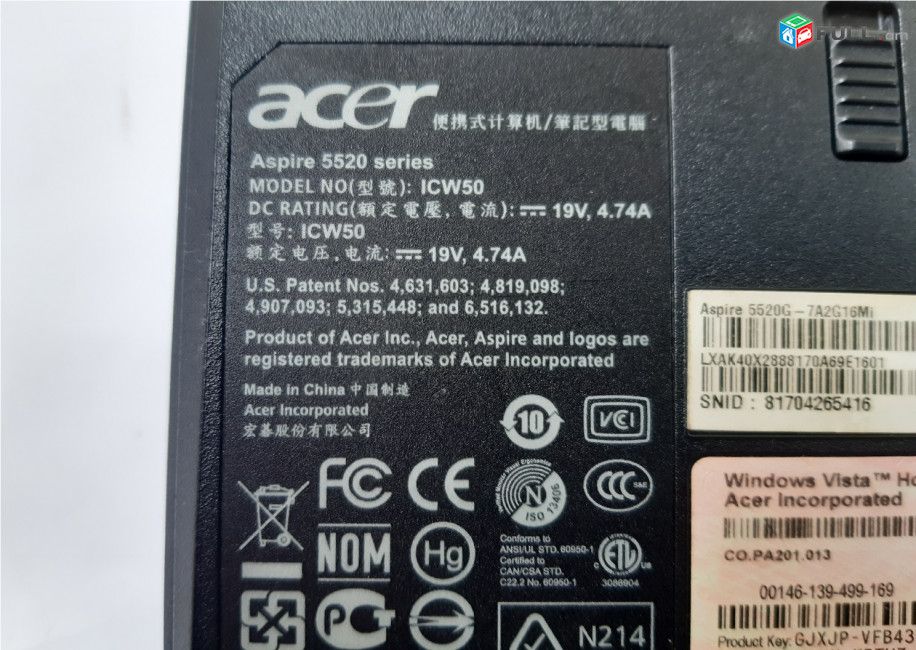 FULL.am
acer 便携式计算机/筆記型電腦
Aspire 5520 series
MODEL NO(型號): ICW50
DC RATING(額定電壓, 電流): 19V, 4.74A
型号: ICW50
额定电压,电流: 19V, 4.74A
U.S. Patent Nos. 4,631,603; 4,819,098;
4,907,093; 5,315,448; and 6,516,132.
Product of Acer Inc., Acer, Aspire and logos are
registered trademarks of Acer Incorporated
Made in China 中国制造
Acer Incorporated
宏碁股份有限公司
10
VCI
FC CE
N
ISO 13406
CCC S&E
NOM Hg
Conforms to
ANSI/UL STD. 60950-1
Certified to
CAN/CSA STD.
C22.2 No. 60950-1
C ETL US
3088904
N214
Aspire 5520G-7A2G16Mi
LXAK40X2888170A69E1601
SNID : 81704265416
Windows Vista™ Ho
Acer Incorporated
CO.PA201.013
00146-139-499-169
Product Key: GJXJP-VFB43